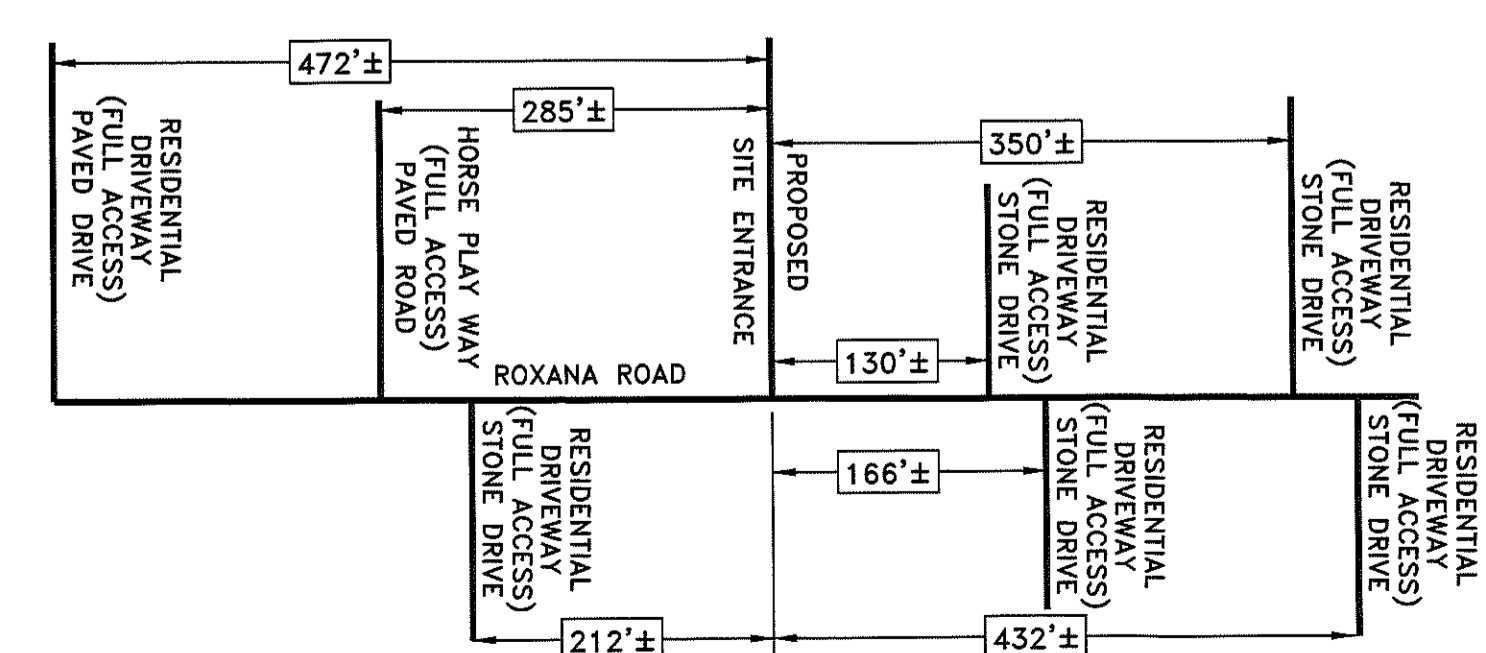 472'±
285'±
350'±
RESIDENTIAL
DRIVEWAY
(FULL ACCESS)
PAVED DRIVE
HORSE PLAY WAY
(FULL ACCESS)
PAVED ROAD
PROPOSED
SITE ENTRANCE
RESIDENTIAL
DRIVEWAY
(FULL ACCESS)
STONE DRIVE
RESIDENTIAL
DRIVEWAY
(FULL ACCESS)
STONE DRIVE
130'±
ROXANA ROAD
RESIDENTIAL
DRIVEWAY
(FULL ACCESS)
STONE DRIVE
166'±
RESIDENTIAL
DRIVEWAY
(FULL ACCESS)
STONE DRIVE
RESIDENTIAL
DRIVEWAY
(FULL ACCESS)
STONE DRIVE
212'±
432'±